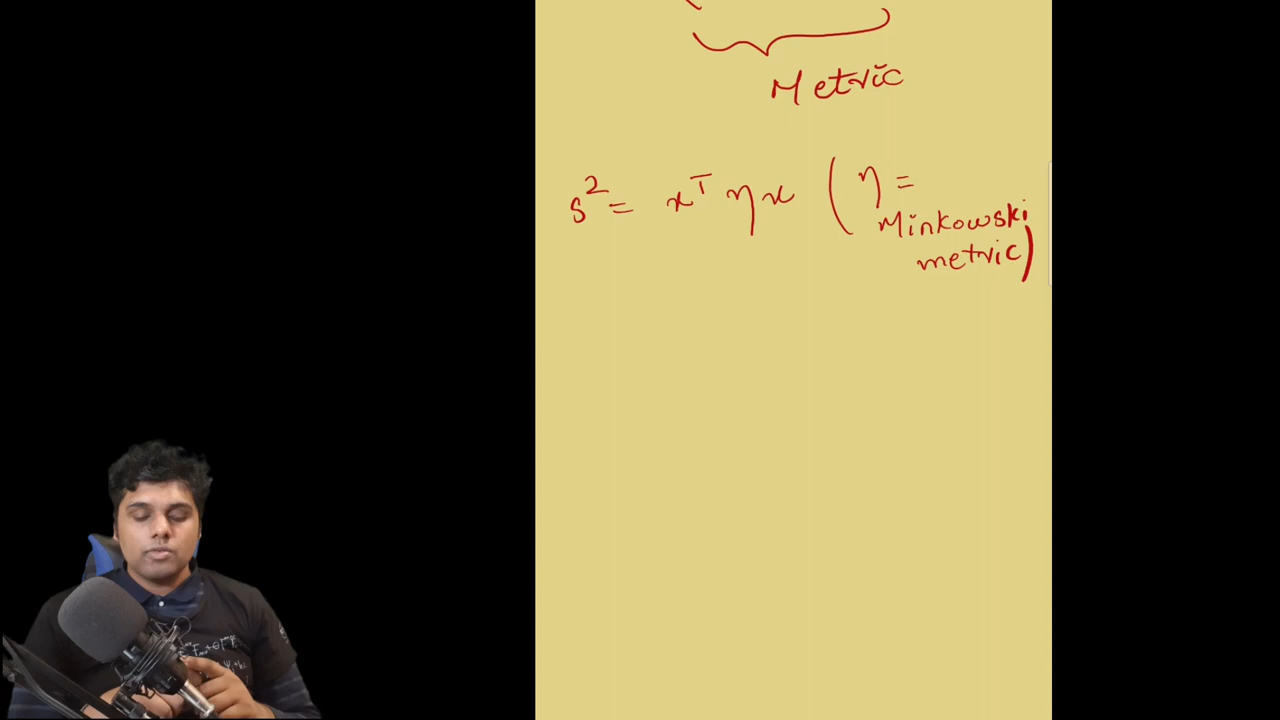 Metric
s² = xᵀ η x ( η =
Minkowski
metric)